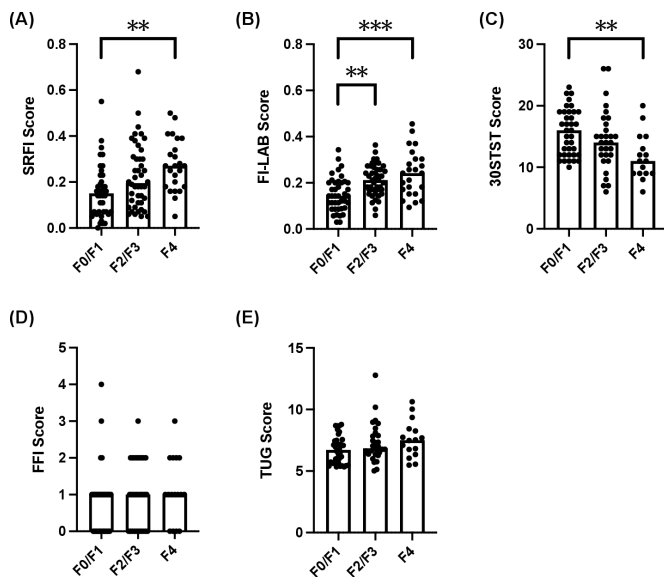 (A)
**
0.8
0.6
0.4
0.2
0.0
SRFI Score
F0/F1
F2/F3
F4
(B)
***
**
0.8
0.6
0.4
0.2
0.0
FI-LAB Score
F0/F1
F2/F3
F4
(C)
**
30
20
10
0
30STST Score
F0/F1
F2/F3
F4
(D)
5
4
3
2
1
0
FFI Score
F0/F1
F2/F3
F4
(E)
15
10
5
0
TUG Score
F0/F1
F2/F3
F4